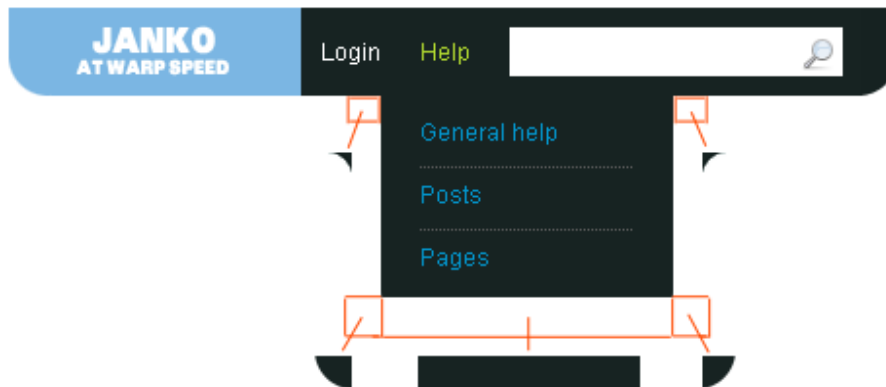 JANKO
AT WARP SPEED
Login Help
General help
Posts
Pages